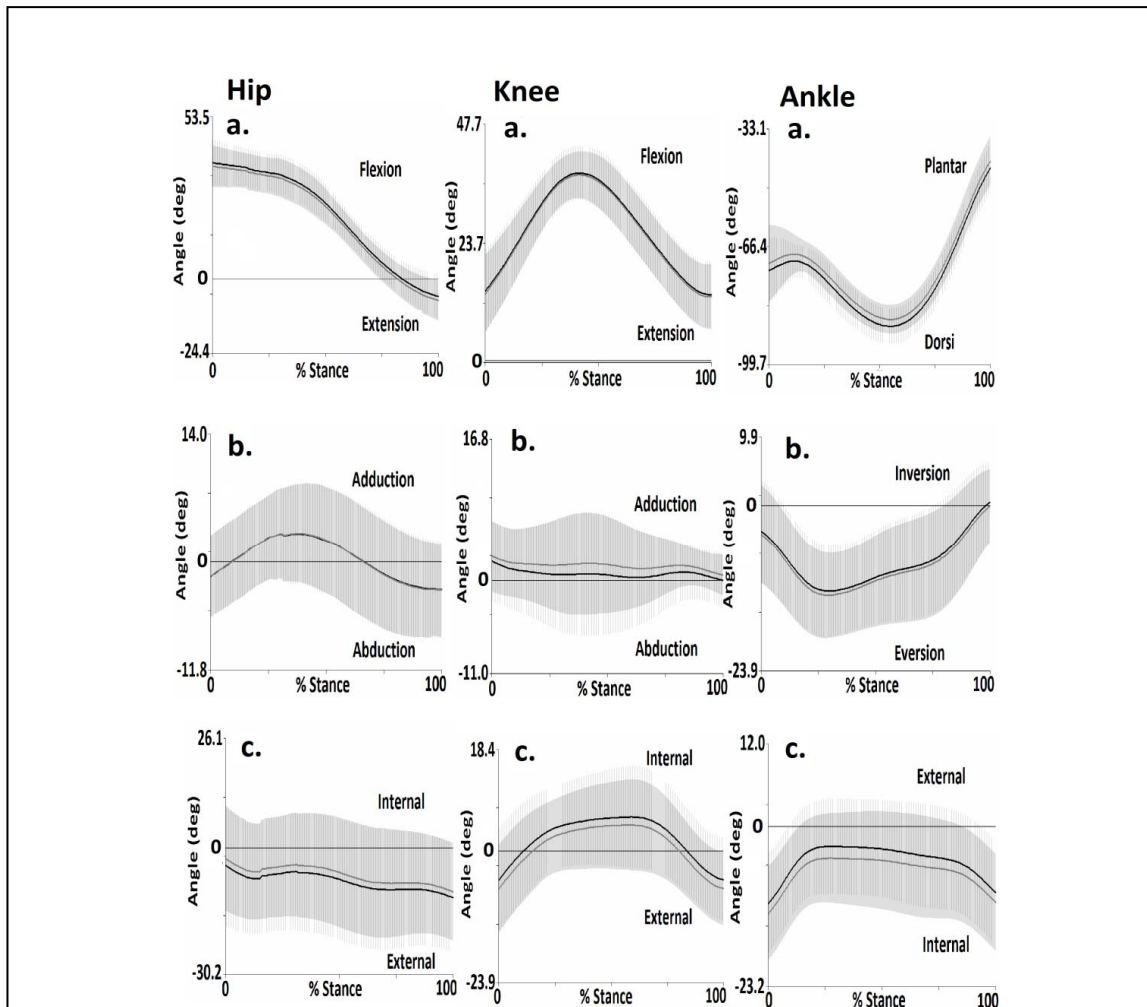 Hip
Knee
Ankle
a.
53.5
Flexion
0
Extension
-24.4
Angle (deg)
% Stance
100
0
a.
47.7
Flexion
23.7
Extension
0
Angle (deg)
0
% Stance
100
a.
-33.1
Plantar
-66.4
Dorsi
-99.7
Angle (deg)
0
% Stance
100
b.
14.0
Adduction
0
Abduction
-11.8
Angle (deg)
0
% Stance
100
b.
16.8
Adduction
0
Abduction
-11.0
Angle (deg)
0
% Stance
100
b.
9.9
Inversion
0
Eversion
-23.9
Angle (deg)
0
% Stance
100
c.
26.1
Internal
0
External
-30.2
Angle (deg)
0
% Stance
100
c.
18.4
Internal
0
External
-23.9
Angle (deg)
0
% Stance
100
c.
12.0
External
0
Internal
-23.2
Angle (deg)
0
% Stance
100